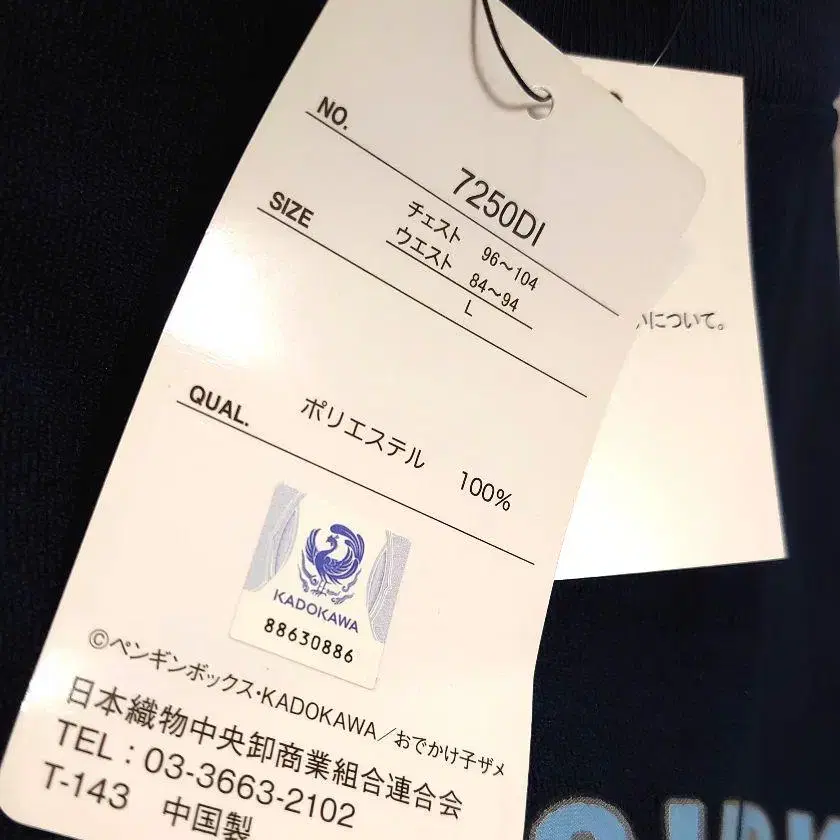 NO.
7250DI
SIZE
チェスト 96～104
ウエスト 84～94
L
QUAL.
ポリエステル 100%
KADOKAWA
88630886
©ペンギンボックス・KADOKAWA／おでかけ子ザメ
日本織物中央卸商業組合連合会
TEL : 03-3663-2102
T-143 中国製
いについて。